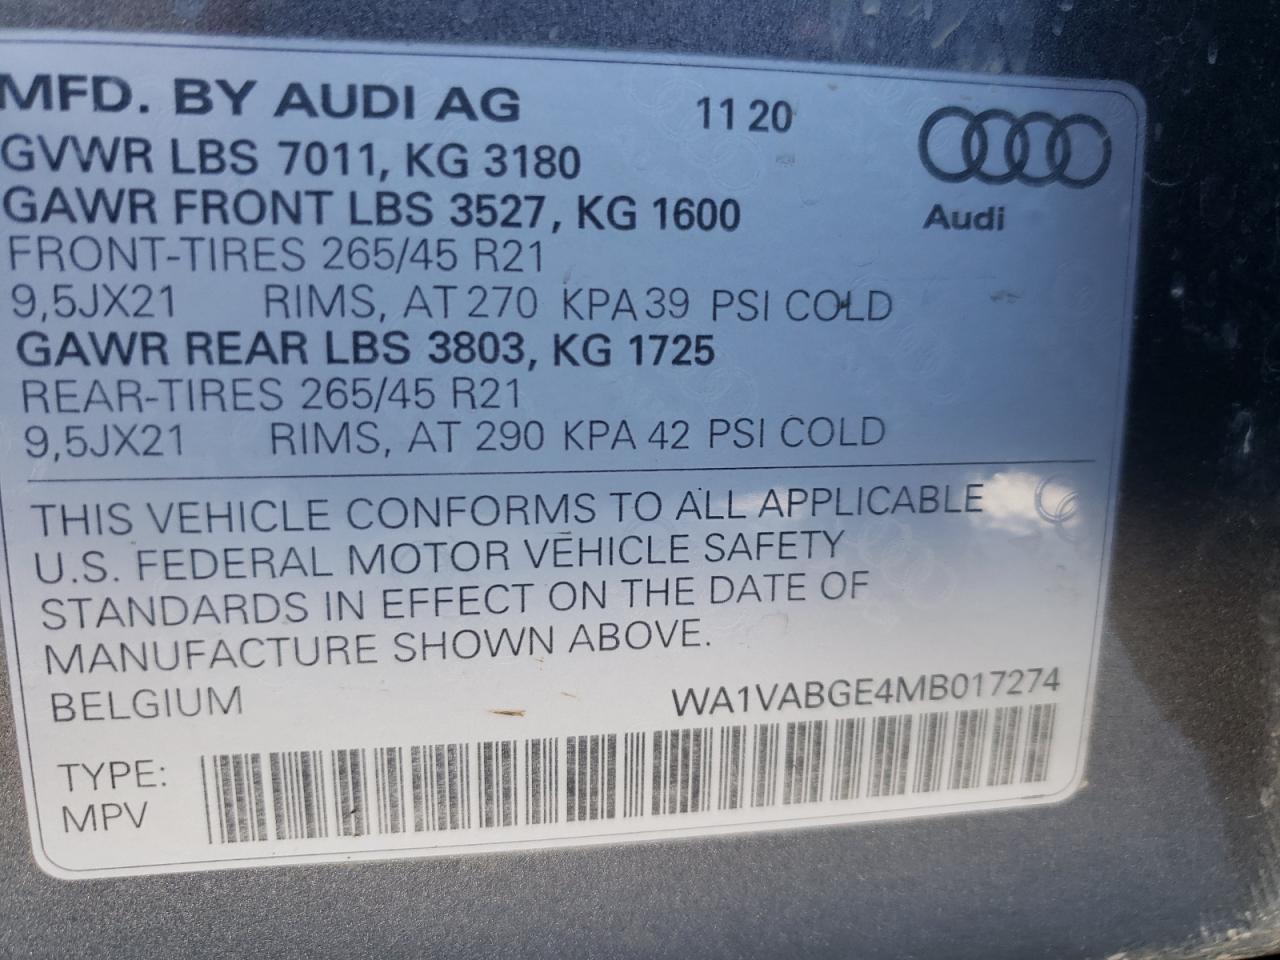 MFD. BY AUDI AG 11 20
GVWR LBS 7011, KG 3180
GAWR FRONT LBS 3527, KG 1600
Audi
FRONT-TIRES 265/45 R21
9,5JX21 RIMS, AT 270 KPA 39 PSI COLD
GAWR REAR LBS 3803, KG 1725
REAR-TIRES 265/45 R21
9,5JX21 RIMS, AT 290 KPA 42 PSI COLD
THIS VEHICLE CONFORMS TO ALL APPLICABLE
U.S. FEDERAL MOTOR VEHICLE SAFETY
STANDARDS IN EFFECT ON THE DATE OF
MANUFACTURE SHOWN ABOVE.
BELGIUM WA1VABGE4MB017274
TYPE:
MPV